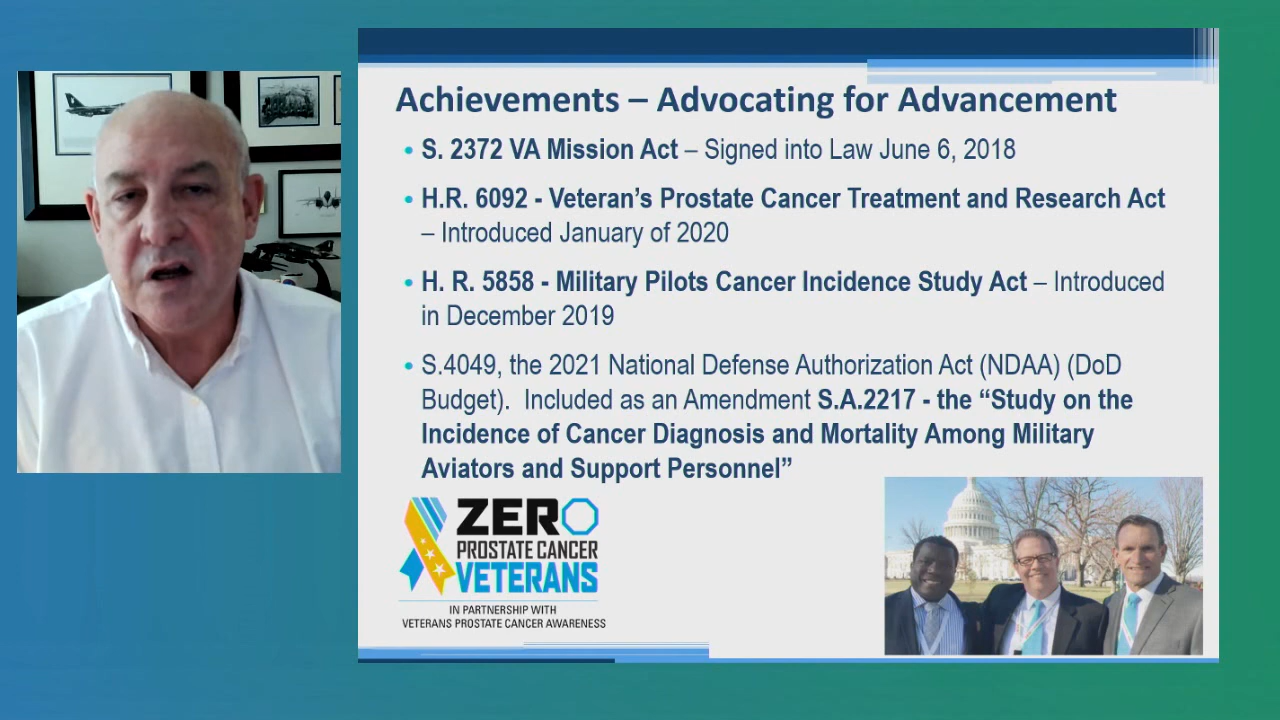 Achievements – Advocating for Advancement
• S. 2372 VA Mission Act – Signed into Law June 6, 2018
• H.R. 6092 - Veteran’s Prostate Cancer Treatment and Research Act
– Introduced January of 2020
• H. R. 5858 - Military Pilots Cancer Incidence Study Act – Introduced
in December 2019
• S.4049, the 2021 National Defense Authorization Act (NDAA) (DoD
Budget). Included as an Amendment S.A.2217 - the “Study on the
Incidence of Cancer Diagnosis and Mortality Among Military
Aviators and Support Personnel”
ZERO
PROSTATE CANCER
VETERANS
IN PARTNERSHIP WITH
VETERANS PROSTATE CANCER AWARENESS